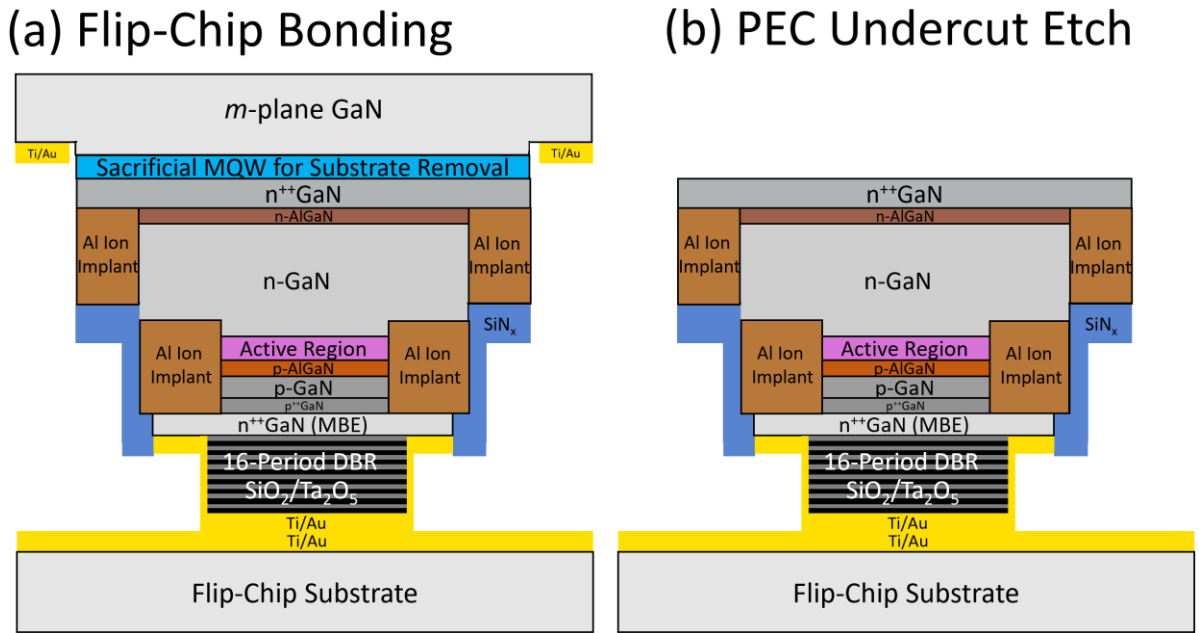 (a) Flip-Chip Bonding
m-plane GaN
Ti/Au
Ti/Au
Sacrificial MQW for Substrate Removal
n⁺⁺GaN
n-AlGaN
Al Ion
Implant
Al Ion
Implant
n-GaN
SiNₓ
Al Ion
Implant
Active Region
Al Ion
Implant
p-AlGaN
p-GaN
p⁺⁺GaN
n⁺⁺GaN (MBE)
16-Period DBR
SiO₂/Ta₂O₅
Ti/Au
Ti/Au
Flip-Chip Substrate
(b) PEC Undercut Etch
n⁺⁺GaN
n-AlGaN
Al Ion
Implant
Al Ion
Implant
n-GaN
SiNₓ
Al Ion
Implant
Active Region
Al Ion
Implant
p-AlGaN
p-GaN
p⁺⁺GaN
n⁺⁺GaN (MBE)
16-Period DBR
SiO₂/Ta₂O₅
Ti/Au
Ti/Au
Flip-Chip Substrate